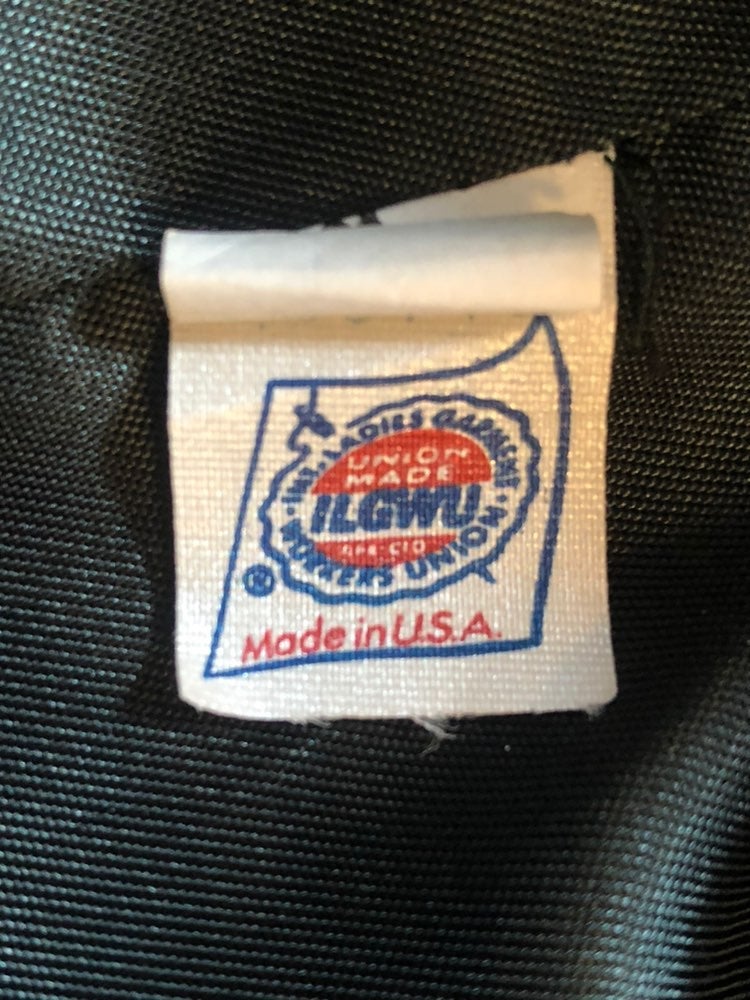 INT. LADIES GARMENT
UNION
MADE
ILGWU
AFL-CIO
WORKERS UNION
®
Made in U.S.A.